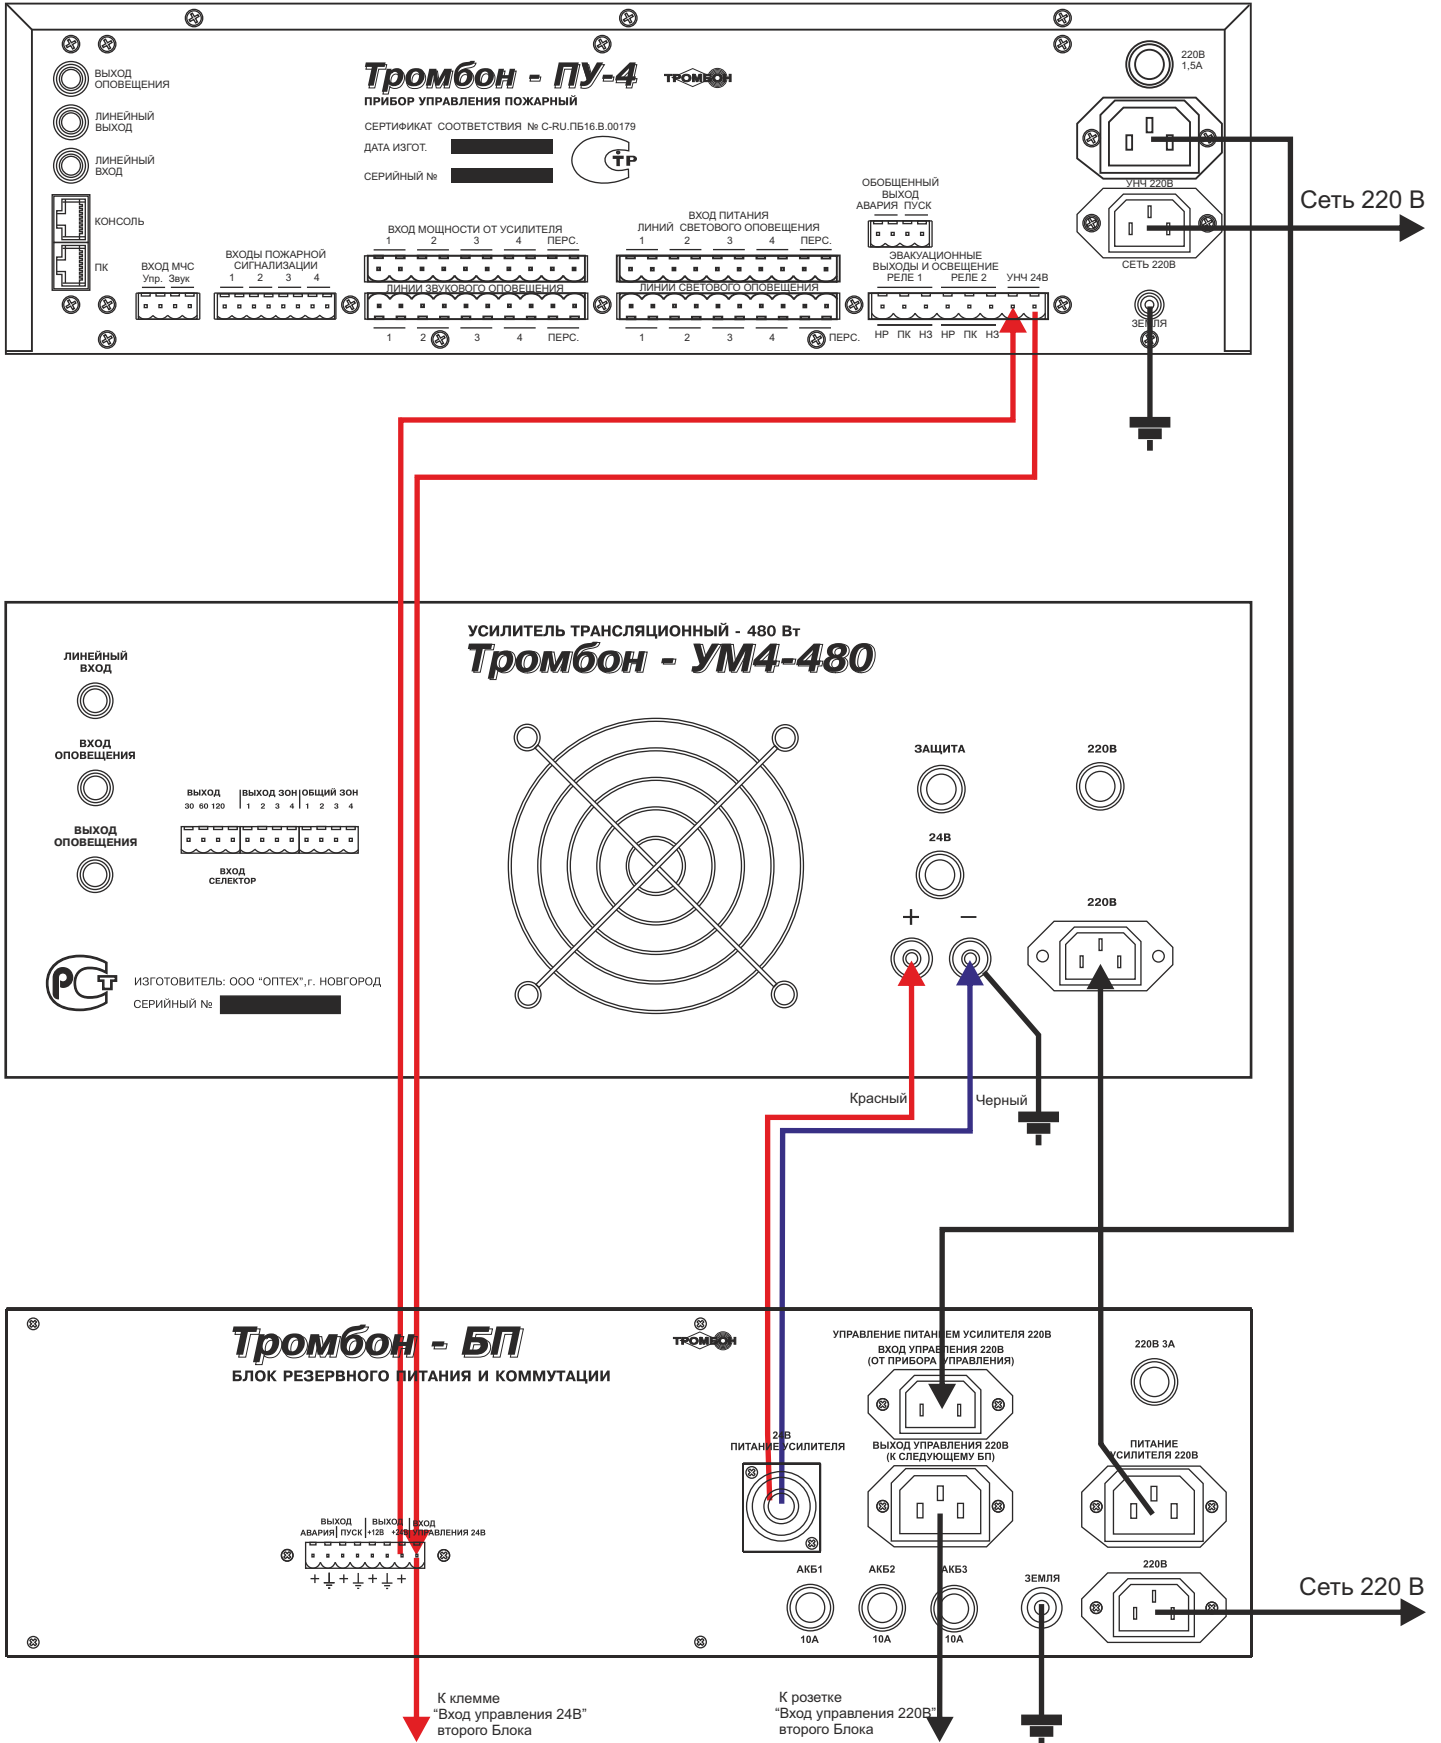 ВЫХОД
ОПОВЕЩЕНИЯ
ЛИНЕЙНЫЙ
ВЫХОД
ЛИНЕЙНЫЙ
ВХОД
КОНСОЛЬ
ПК
Тромбон - ПУ-4
ТРОМБОН
ПРИБОР УПРАВЛЕНИЯ ПОЖАРНЫЙ
СЕРТИФИКАТ СООТВЕТСТВИЯ № C-RU.ПБ16.В.00179
ДАТА ИЗГОТ.
СЕРИЙНЫЙ №
ВХОД МЧС
Упр. Звук
ВХОДЫ ПОЖАРНОЙ
СИГНАЛИЗАЦИИ
1 2 3 4
ВХОД МОЩНОСТИ ОТ УСИЛИТЕЛЯ
1 2 3 4 ПЕРС.
ЛИНИИ ЗВУКОВОГО ОПОВЕЩЕНИЯ
1 2 3 4 ПЕРС.
ВХОД ПИТАНИЯ
ЛИНИЙ СВЕТОВОГО ОПОВЕЩЕНИЯ
1 2 3 4 ПЕРС.
ЛИНИИ СВЕТОВОГО ОПОВЕЩЕНИЯ
1 2 3 4 ПЕРС.
ОБОБЩЕННЫЙ
ВЫХОД
АВАРИЯ ПУСК
ЭВАКУАЦИОННЫЕ
ВЫХОДЫ И ОСВЕЩЕНИЕ
РЕЛЕ 1 РЕЛЕ 2 УНЧ 24В
НР ПК НЗ НР ПК НЗ
220В
1,5А
УНЧ 220В
СЕТЬ 220В
ЗЕМЛЯ
Сеть 220 В
УСИЛИТЕЛЬ ТРАНСЛЯЦИОННЫЙ - 480 Вт
Тромбон - УМ4-480
ЛИНЕЙНЫЙ
ВХОД
ВХОД
ОПОВЕЩЕНИЯ
ВЫХОД
ОПОВЕЩЕНИЯ
ВЫХОД ВЫХОД ЗОН ОБЩИЙ ЗОН
30 60 120 1 2 3 4 1 2 3 4
ВХОД
СЕЛЕКТОР
ЗАЩИТА
220В
24В
+ −
220В
РСТ
ИЗГОТОВИТЕЛЬ: ООО "ОПТЕХ",г. НОВГОРОД
СЕРИЙНЫЙ №
Красный
Черный
Тромбон - БП
ТРОМБОН
БЛОК РЕЗЕРВНОГО ПИТАНИЯ И КОММУТАЦИИ
УПРАВЛЕНИЕ ПИТАНИЕМ УСИЛИТЕЛЯ 220В
ВХОД УПРАВЛЕНИЯ 220В
(ОТ ПРИБОРА УПРАВЛЕНИЯ)
220В 3А
24В
ПИТАНИЕ УСИЛИТЕЛЯ
ВЫХОД УПРАВЛЕНИЯ 220В
(К СЛЕДУЮЩЕМУ БП)
ПИТАНИЕ
УСИЛИТЕЛЯ 220В
ВЫХОД ВЫХОД ВХОД
АВАРИЯ ПУСК +12В +24В УПРАВЛЕНИЯ 24В
+ + + +
АКБ1 АКБ2 АКБ3
10А 10А 10А
ЗЕМЛЯ
220В
Сеть 220 В
К клемме
“Вход управления 24В”
второго Блока
К розетке
“Вход управления 220В”
второго Блока